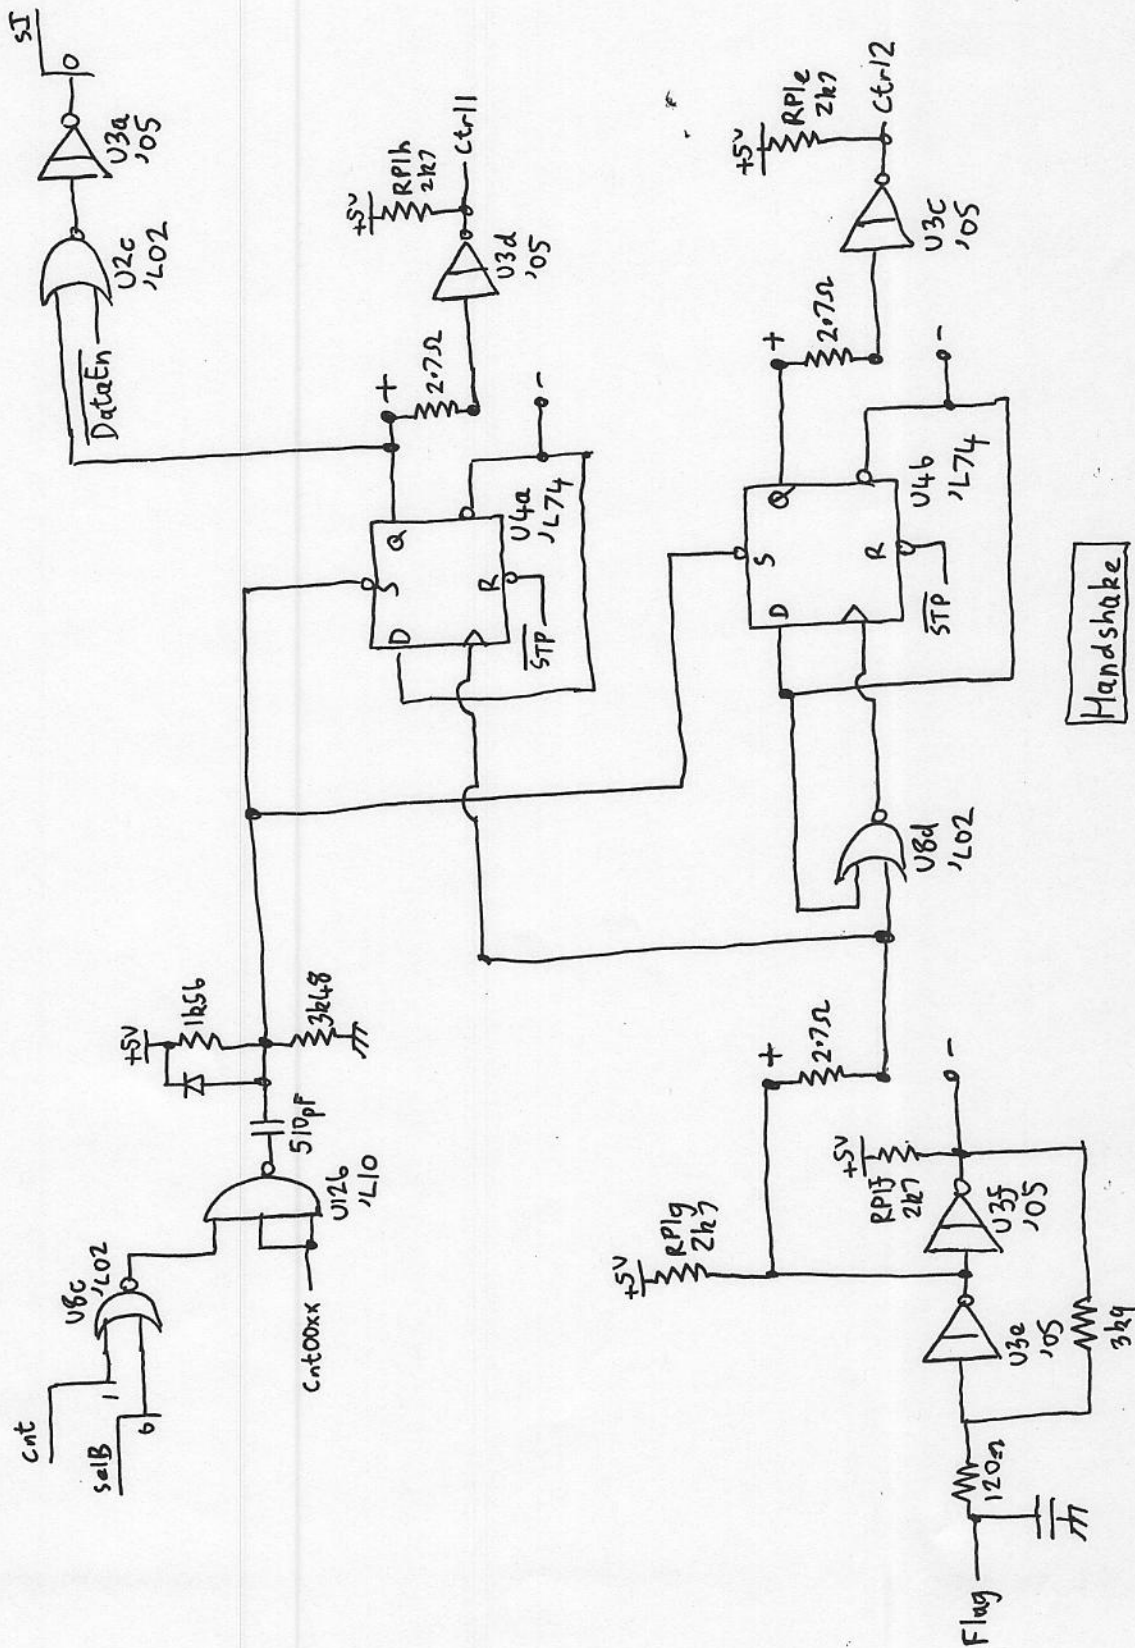 SI
0
U3a
'05
U2c
'L02
DataEn
+5V
RP1h
2k7
Ctrl1
U3d
'05
+
2.7Ω
-
Q
S
D
R
U4a
'L74
STP
+5V
RP1e
2k7
Ctrl2
U3c
'05
+
2.7Ω
-
Q
S
D
R
U4b
'L74
STP
U8d
'L02
+5V
1k56
3k48
510pF
U12b
'L10
U8c
'L02
Cnt
1
selB
6
Cnt00xx
+5V
RP1g
2k7
+
2.7Ω
-
+5V
RP1f
2k7
U3f
'05
U3e
'05
3k9
120Ω
Flag
Handshake